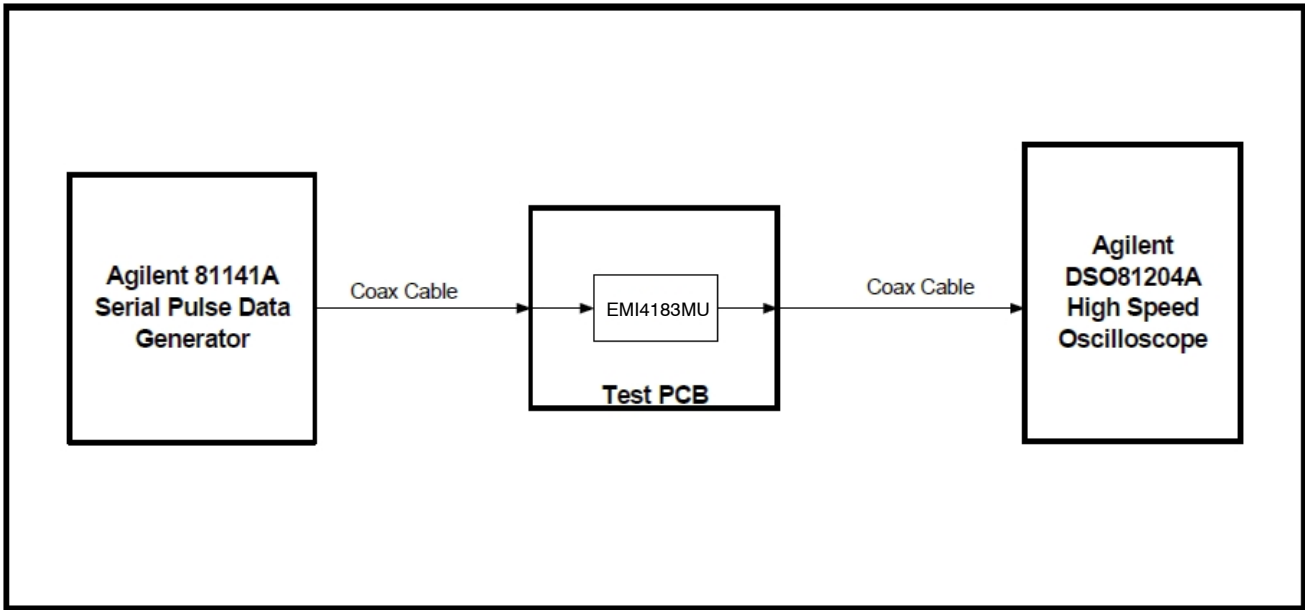 Agilent 81141A
Serial Pulse Data
Generator
Coax Cable
EMI4183MU
Test PCB
Coax Cable
Agilent
DSO81204A
High Speed
Oscilloscope